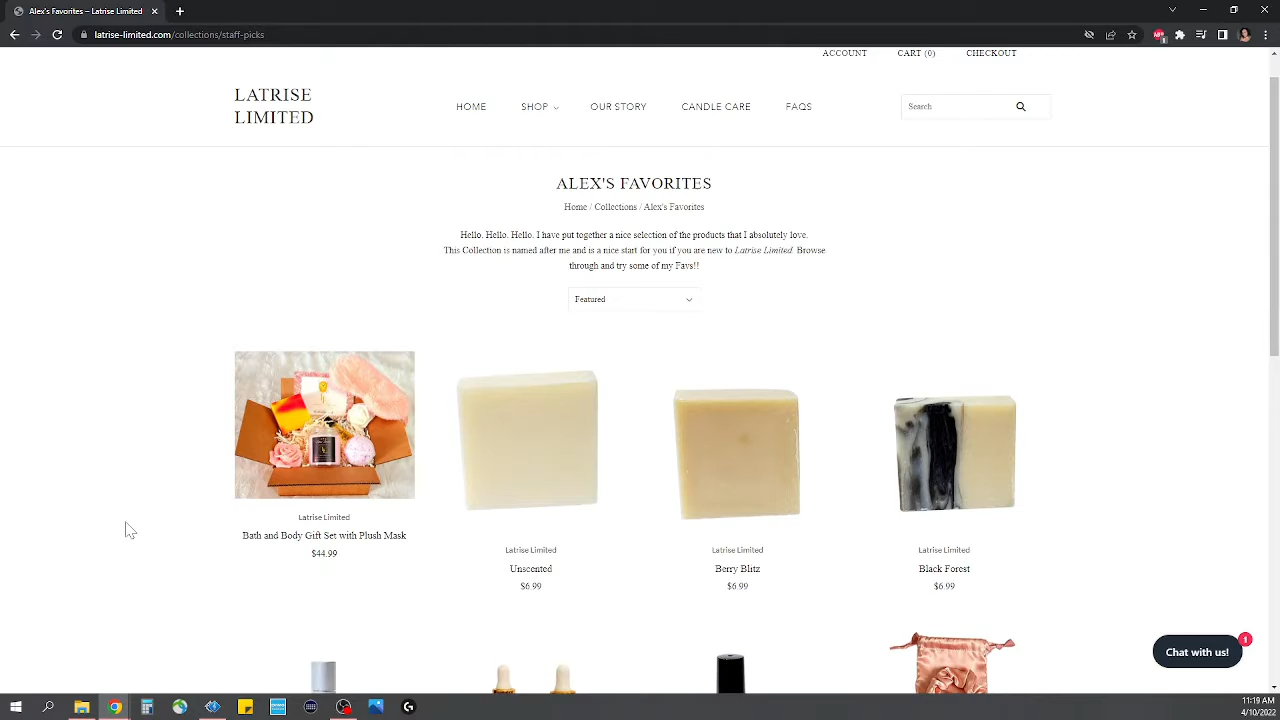 Alex's Favorites – Latrise Limited
latrise-limited.com/collections/staff-picks
ACCOUNT CART (0) CHECKOUT
LATRISE
LIMITED
HOME SHOP OUR STORY CANDLE CARE FAQS
Search
ALEX'S FAVORITES
Home / Collections / Alex's Favorites
Hello. Hello. Hello. I have put together a nice selection of the products that I absolutely love.
This Collection is named after me and is a nice start for you if you are new to Latrise Limited. Browse
through and try some of my Favs!!
Featured
Latrise Limited
Bath and Body Gift Set with Plush Mask
$44.99
Latrise Limited
Unscented
$6.99
Latrise Limited
Berry Blitz
$6.99
Latrise Limited
Black Forest
$6.99
Chat with us!
1
11:19 AM
4/10/2022